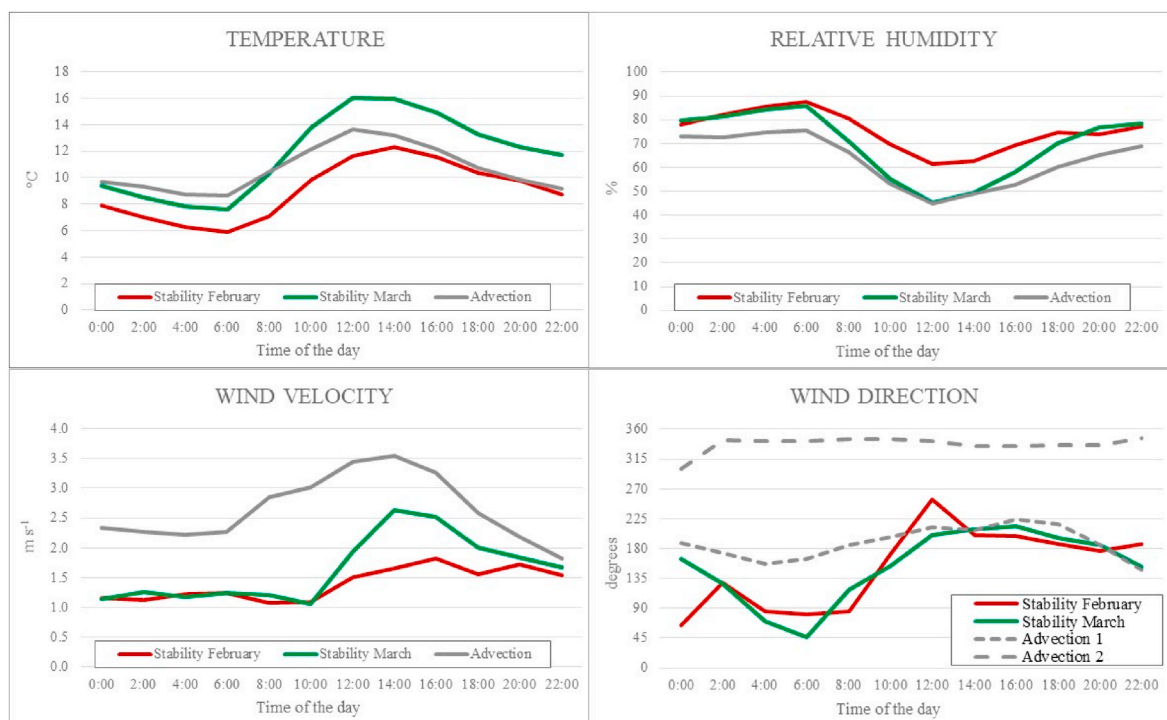 TEMPERATURE
18
16
14
12
10
8
6
4
2
0
°C
Stability February Stability March Advection
0:00 2:00 4:00 6:00 8:00 10:00 12:00 14:00 16:00 18:00 20:00 22:00
Time of the day
RELATIVE HUMIDITY
100
90
80
70
60
50
40
30
20
10
0
%
Stability February Stability March Advection
0:00 2:00 4:00 6:00 8:00 10:00 12:00 14:00 16:00 18:00 20:00 22:00
Time of the day
WIND VELOCITY
4.0
3.5
3.0
2.5
2.0
1.5
1.0
0.5
0.0
m s⁻¹
Stability February Stability March Advection
0:00 2:00 4:00 6:00 8:00 10:00 12:00 14:00 16:00 18:00 20:00 22:00
Time of the day
WIND DIRECTION
360
315
270
225
180
135
90
45
0
degrees
Stability February
Stability March
Advection 1
Advection 2
0:00 2:00 4:00 6:00 8:00 10:00 12:00 14:00 16:00 18:00 20:00 22:00
Time of the day